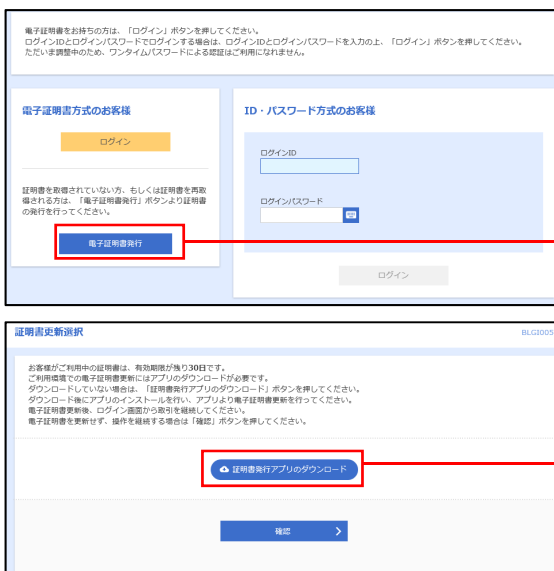 電子証明書をお持ちの方は、「ログイン」ボタンを押してください。
ログインIDとログインパスワードでログインする場合は、ログインIDとログインパスワードを入力の上、「ログイン」ボタンを押してください。
ただいま調整中のため、ワンタイムパスワードによる認証はご利用になれません。
電子証明書方式のお客様
ログイン
証明書を取得されていない方、もしくは証明書を再取
得される方は、「電子証明書発行」ボタンより証明書
の発行を行ってください。
電子証明書発行
ID・パスワード方式のお客様
ログインID
ログインパスワード
ログイン
証明書更新選択
BLGI005
お客様がご利用中の証明書は、有効期限が残り30日です。
ご利用環境での電子証明書更新にはアプリのダウンロードが必要です。
ダウンロードしていない場合は、「証明書発行アプリのダウンロード」ボタンを押してください。
ダウンロード後にアプリのインストールを行い、アプリより電子証明書更新を行ってください。
電子証明書更新後、ログイン画面から取引を継続してください。
電子証明書を更新せず、操作を継続する場合は「確認」ボタンを押してください。
証明書発行アプリのダウンロード
確認